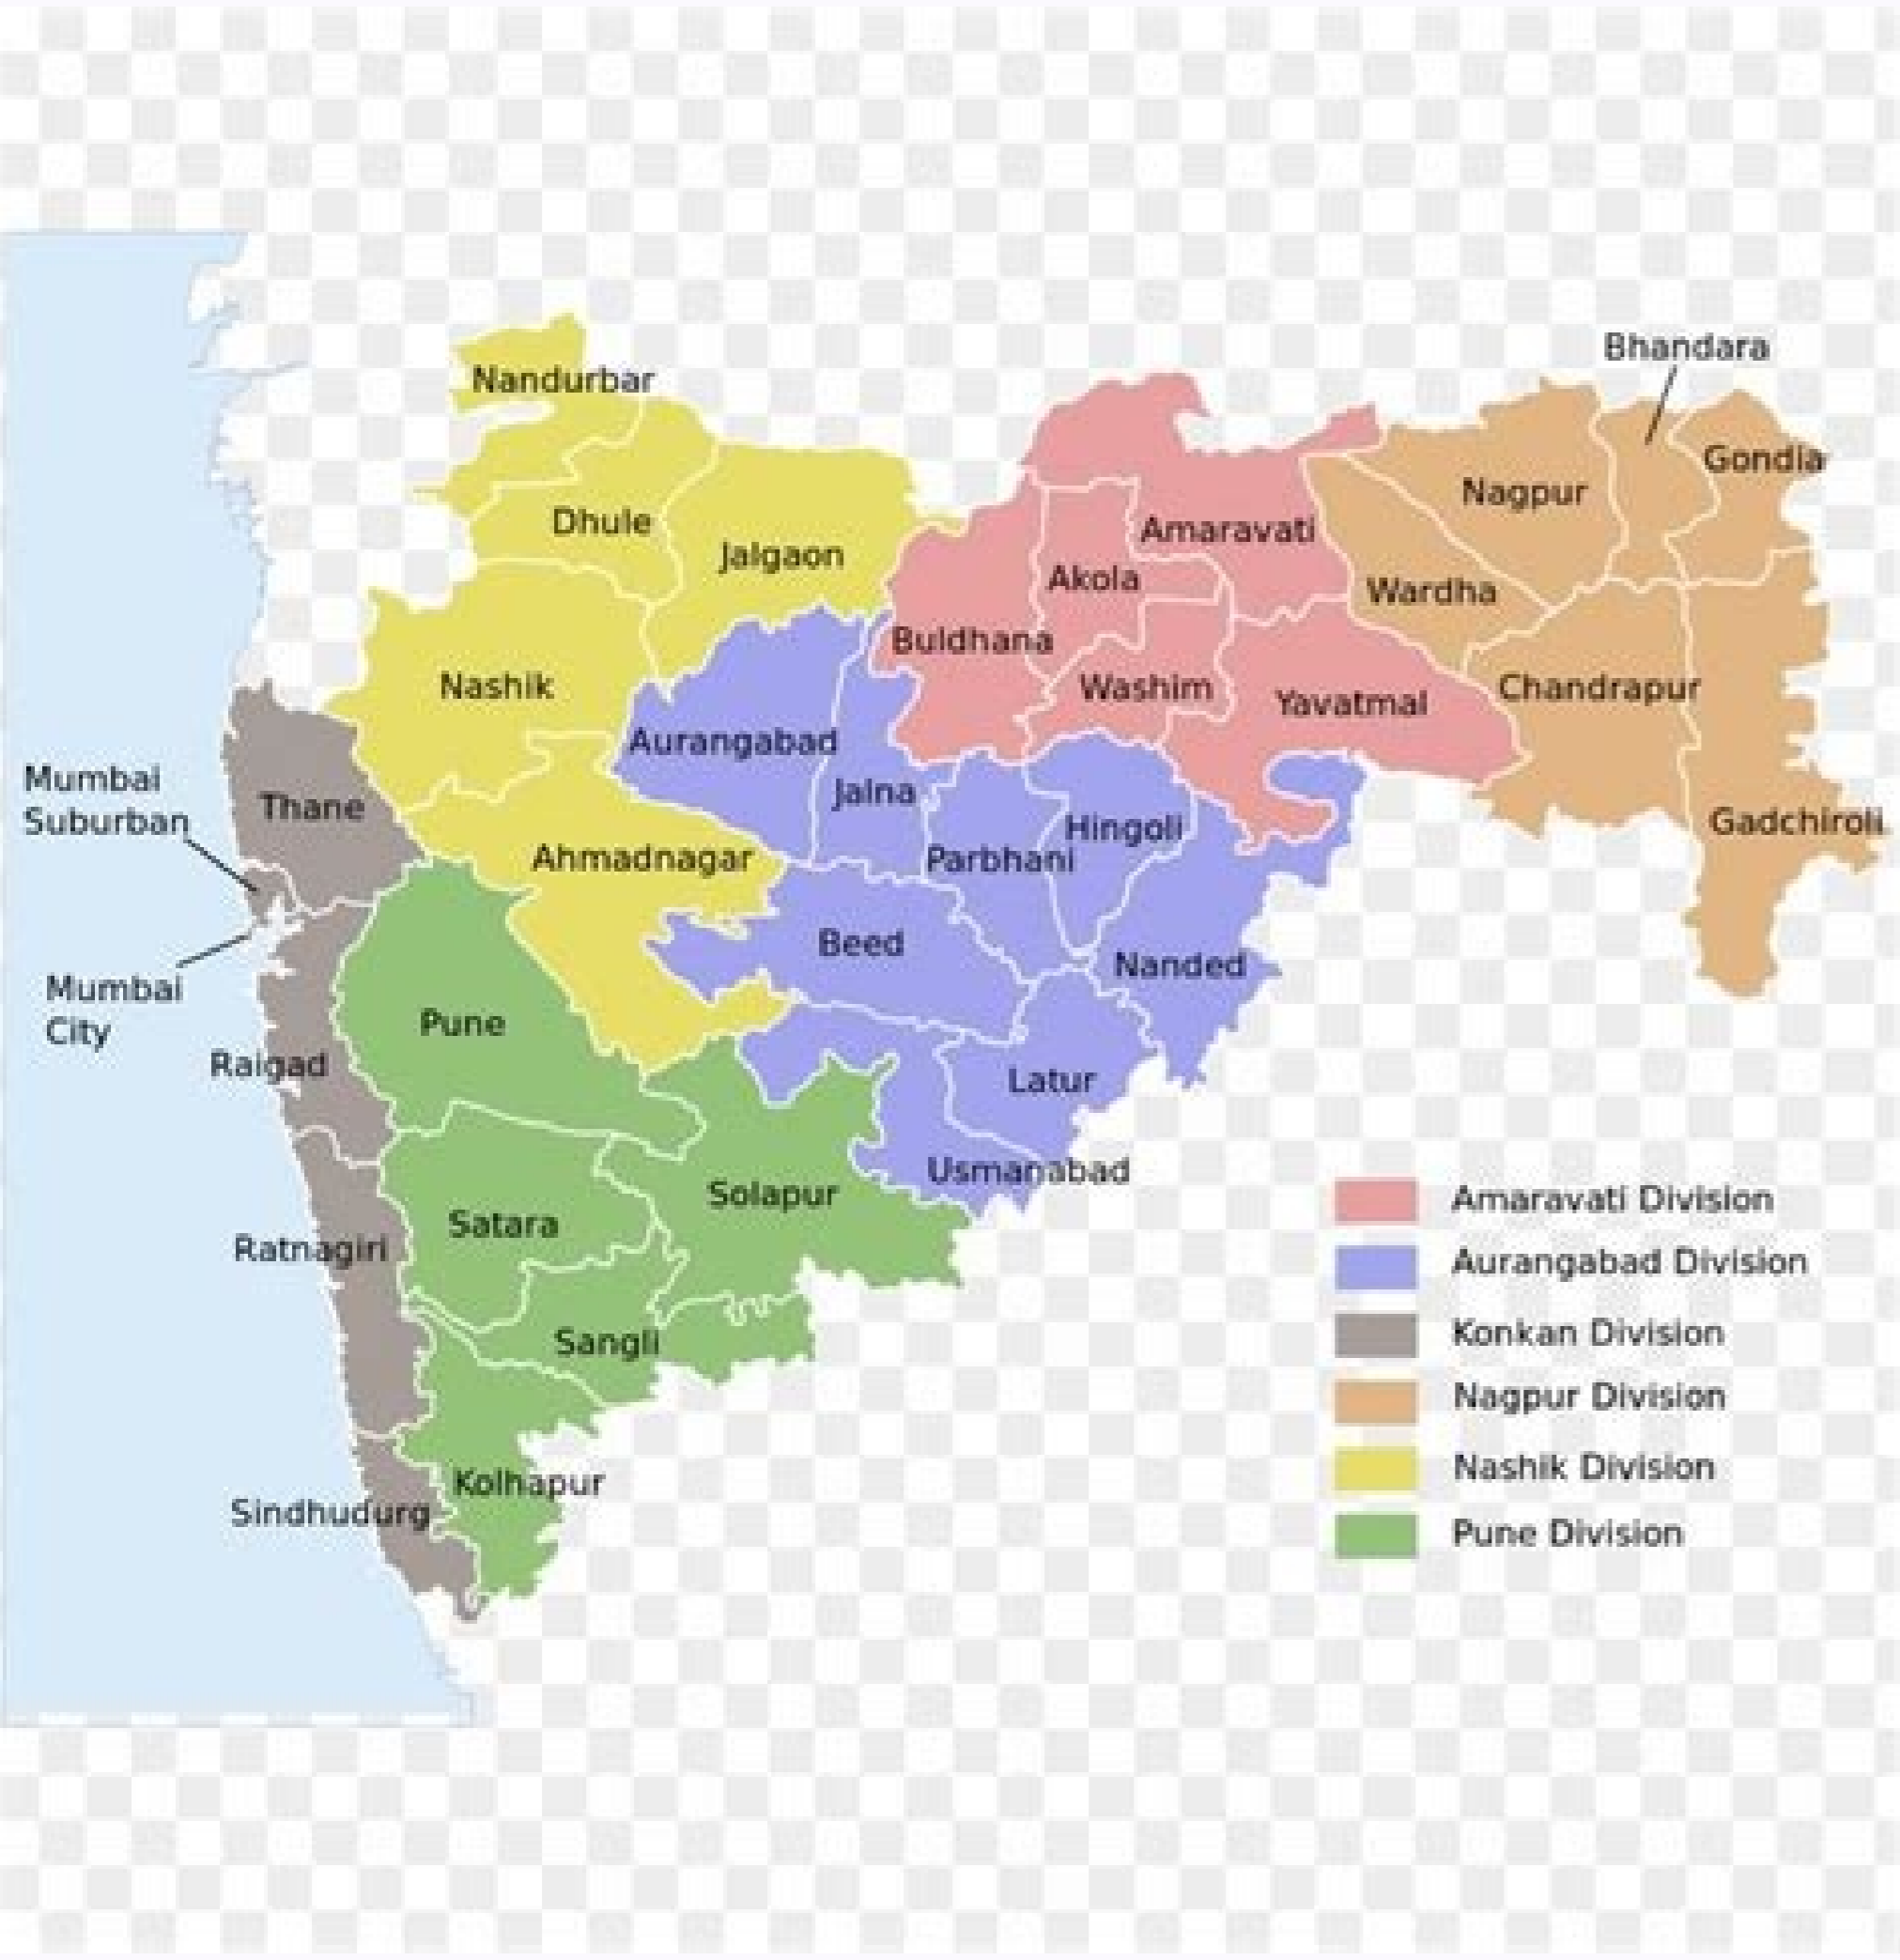 Bhandara
Nandurbar
Gondia
Nagpur
Dhule
Amaravati
Jalgaon
Akola
Wardha
Buldhana
Nashik
Washim
Chandrapur
Yavatmal
Aurangabad
Mumbai
Suburban
Jalna
Thane
Hingoli
Gadchiroli
Ahmadnagar
Parbhani
Beed
Nanded
Mumbai
City
Pune
Raigad
Latur
Usmanabad
Solapur
Satara
Ratnagiri
Sangli
Kolhapur
Sindhudurg
Amaravati Division
Aurangabad Division
Konkan Division
Nagpur Division
Nashik Division
Pune Division